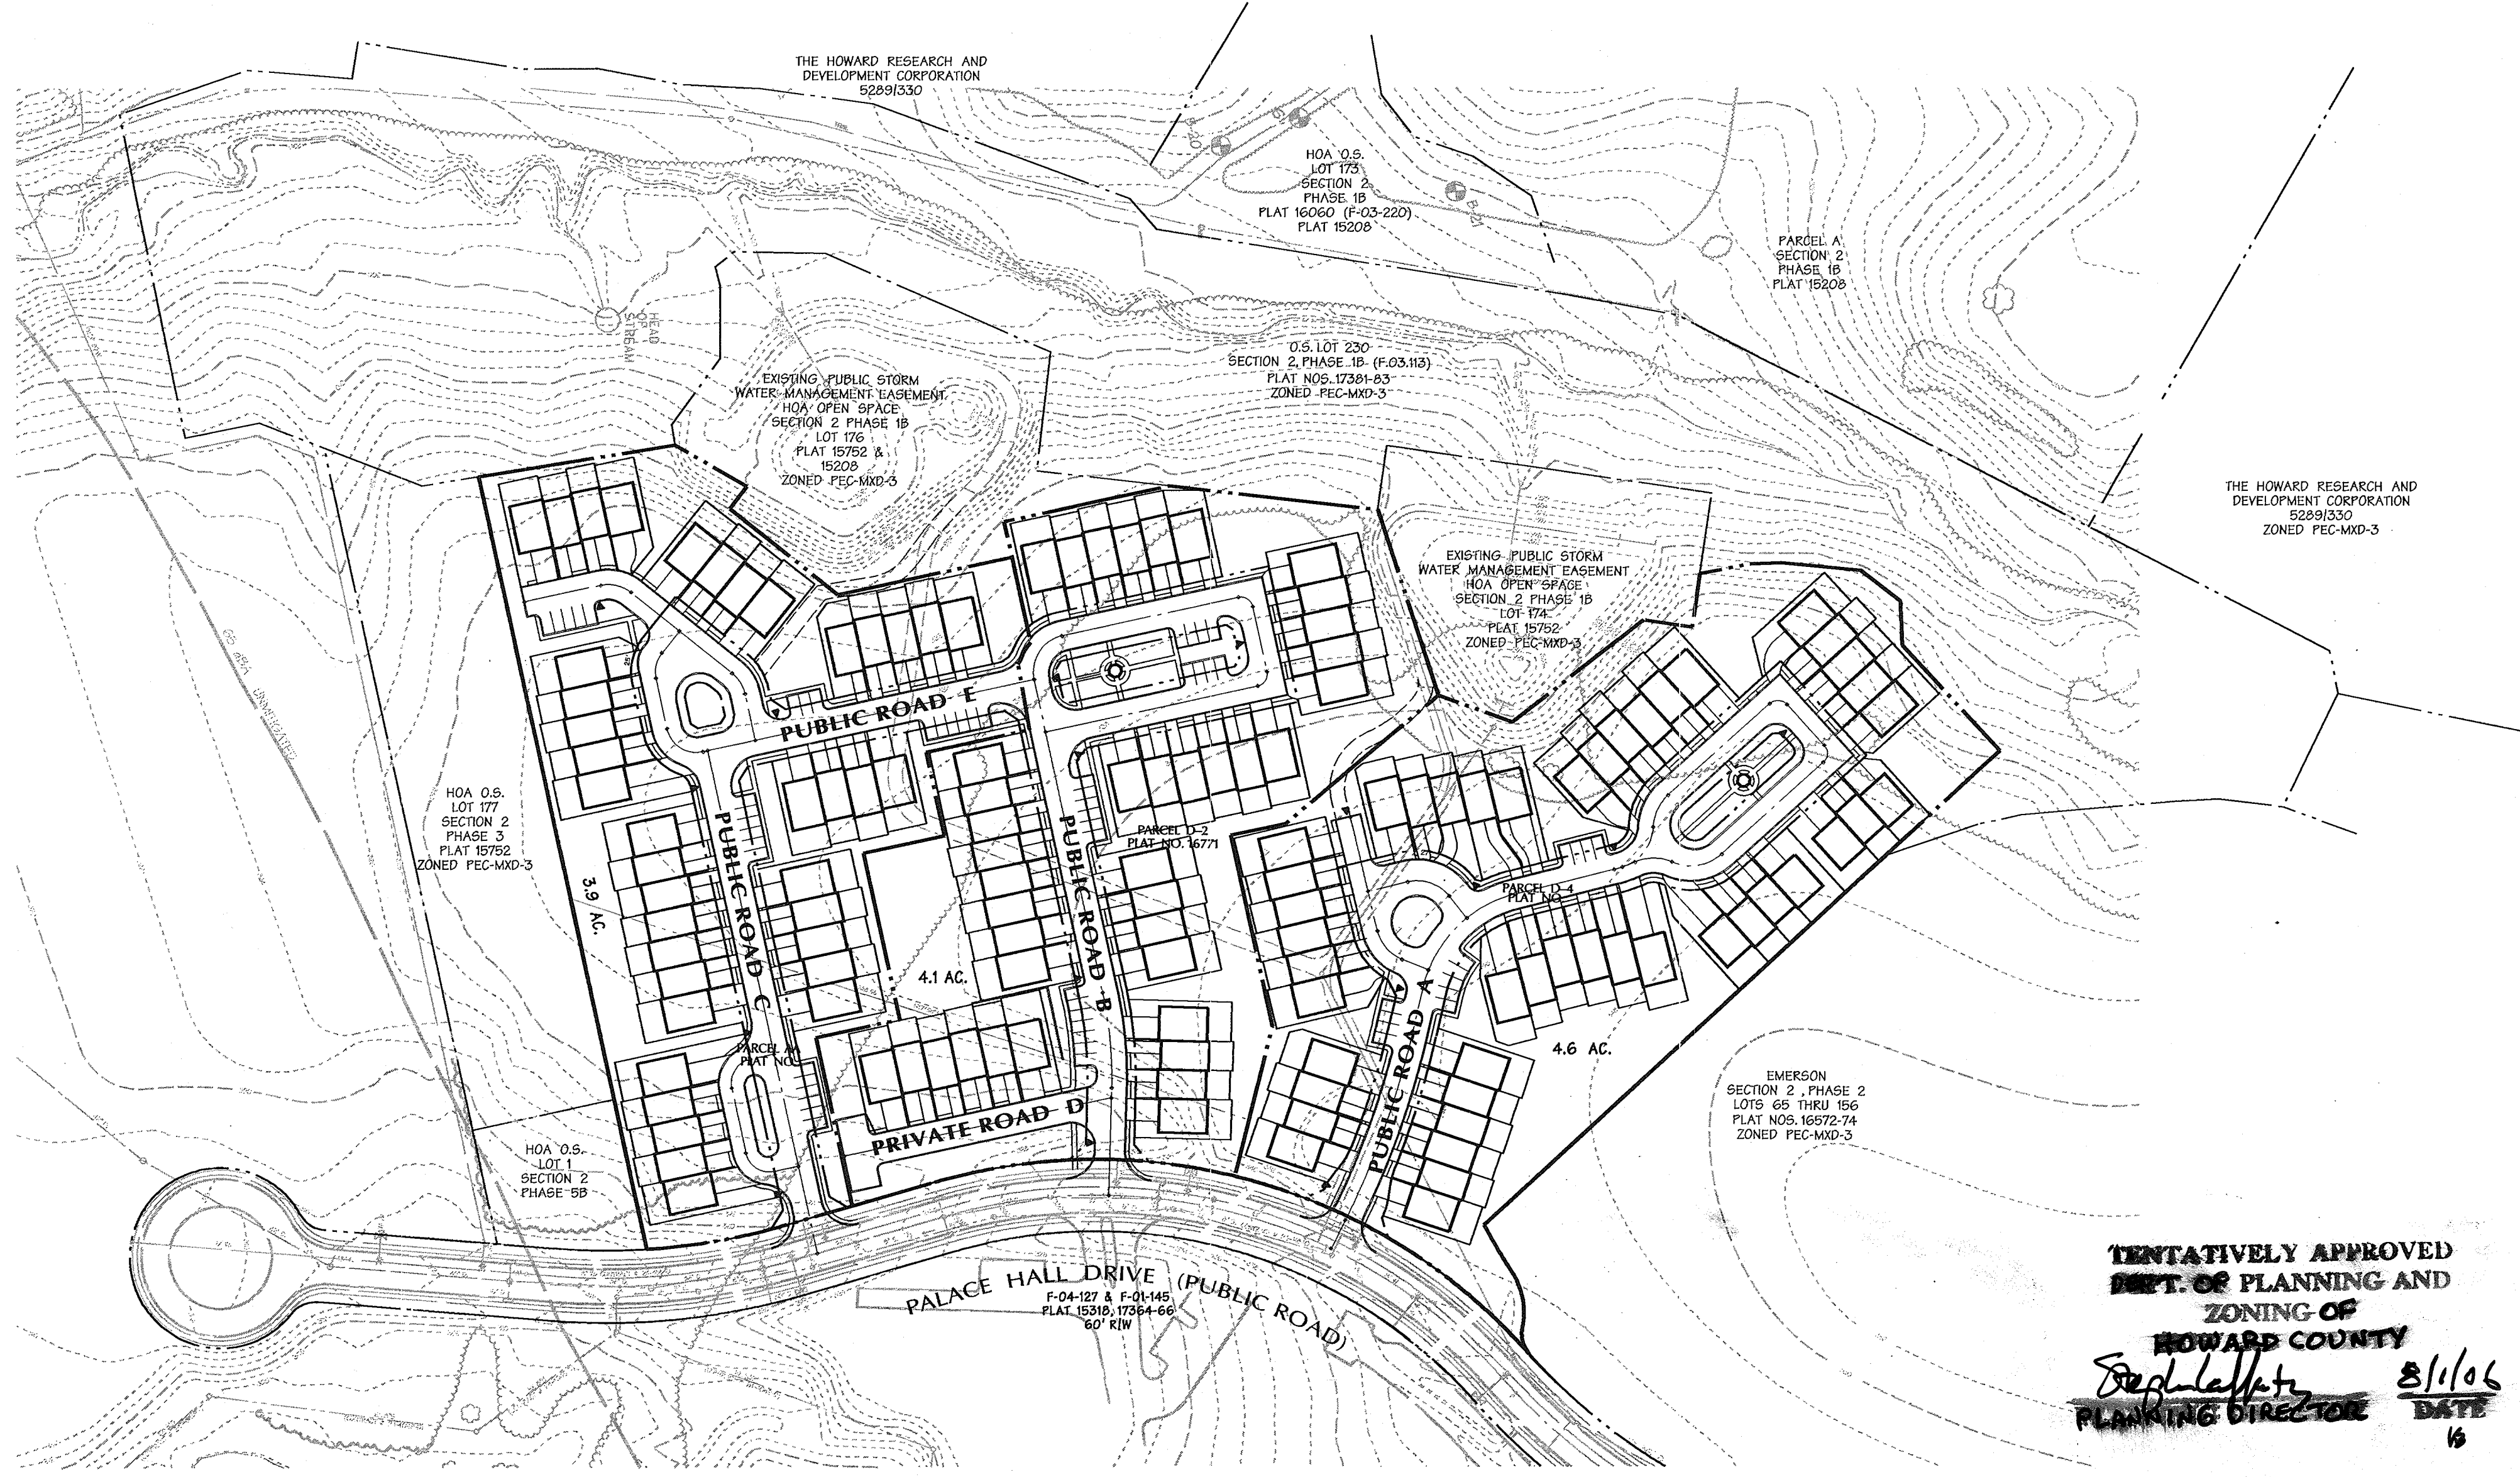 THE HOWARD RESEARCH AND
DEVELOPMENT CORPORATION
5289/330
HOA O.S.
LOT 173
SECTION 2
PHASE 1B
PLAT 16060 (F-03-220)
PLAT 15208
B-21
PARCEL A
SECTION 2
PHASE 1B
PLAT 15208
HEAD
OF
STREAM
O.S. LOT 230
SECTION 2, PHASE 1B (F.03.113)
PLAT NOS. 17381-83
ZONED PEC-MXD-3
EXISTING PUBLIC STORM
WATER MANAGEMENT EASEMENT
HOA OPEN SPACE
SECTION 2 PHASE 1B
LOT 176
PLAT 15752 &
15208
ZONED PEC-MXD-3
THE HOWARD RESEARCH AND
DEVELOPMENT CORPORATION
5289/330
ZONED PEC-MXD-3
EXISTING PUBLIC STORM
WATER MANAGEMENT EASEMENT
HOA OPEN SPACE
SECTION 2 PHASE 1B
LOT 174
PLAT 15752
ZONED PEC-MXD-3
PUBLIC ROAD E
HOA O.S.
LOT 177
SECTION 2
PHASE 3
PLAT 15752
ZONED PEC-MXD-3
3.9 AC.
PUBLIC ROAD C
PUBLIC ROAD B
PARCEL D-2
PLAT NO. 16771
PARCEL D-4
PLAT NO.
4.1 AC.
PUBLIC ROAD A
4.6 AC.
PARCEL
PLAT NO.
PRIVATE ROAD D
EMERSON
SECTION 2 , PHASE 2
LOTS 65 THRU 156
PLAT NOS. 16572-74
ZONED PEC-MXD-3
HOA O.S.
LOT 1
SECTION 2
PHASE 5B
PALACE HALL DRIVE (PUBLIC ROAD)
F-04-127 & F-01-145
PLAT 15318, 17364-66
60' R/W
TENTATIVELY APPROVED
DEPT. OF PLANNING AND
ZONING OF
HOWARD COUNTY
8/1/06
PLANNING DIRECTOR DATE